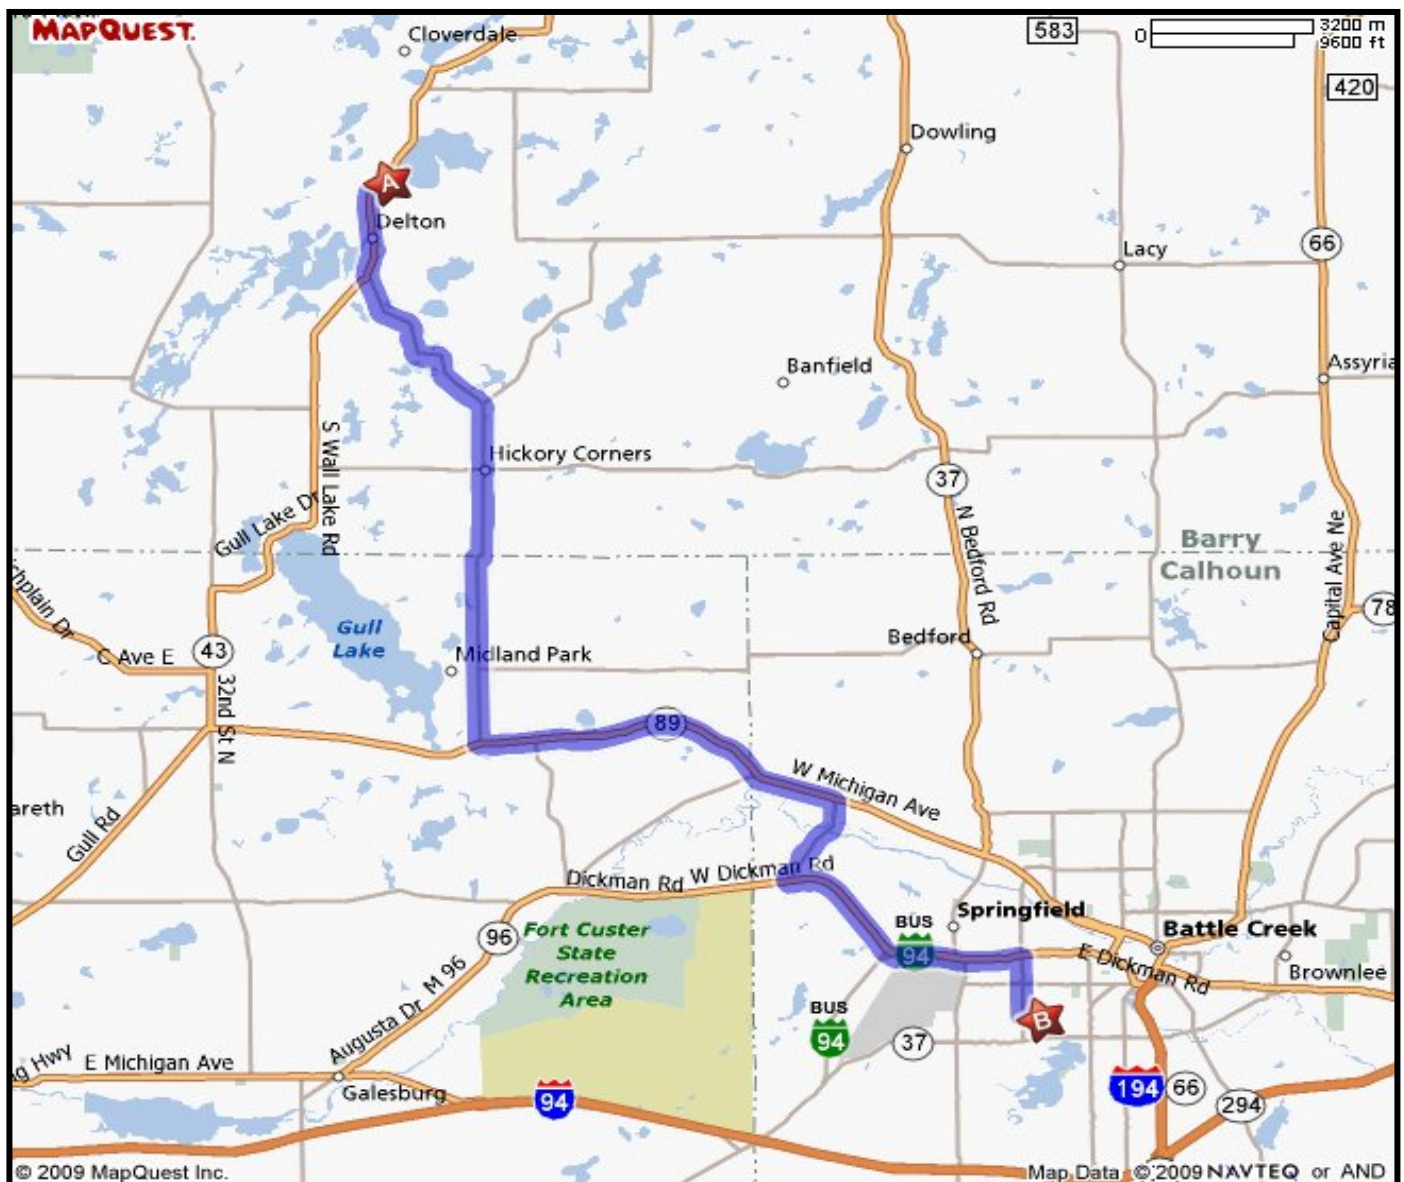 MAPQUEST.
Cloverdale
583
0
3200 m
9600 ft
420
Dowling
A
Delton
Lacy
66
Banfield
Assyria
S Wall Lake Rd
Hickory Corners
37
Gull Lake Dr
N Bedford Rd
Barry
Calhoun
Capital Ave Ne
78
chplain Dr
Gull
Lake
Bedford
C Ave E
43
Midland Park
32nd St N
89
W Michigan Ave
areth
Gull Rd
Dickman Rd
W Dickman Rd
Springfield
BUS
94
96
Fort Custer
State
Recreation
Area
Battle Creek
E Dickman Rd
Brownlee
Augusta Dr M 96
BUS
94
B
37
g Hwy
E Michigan Ave
Galesburg
94
194
66
294
© 2009 MapQuest Inc.
Map Data © 2009 NAVTEQ or AND